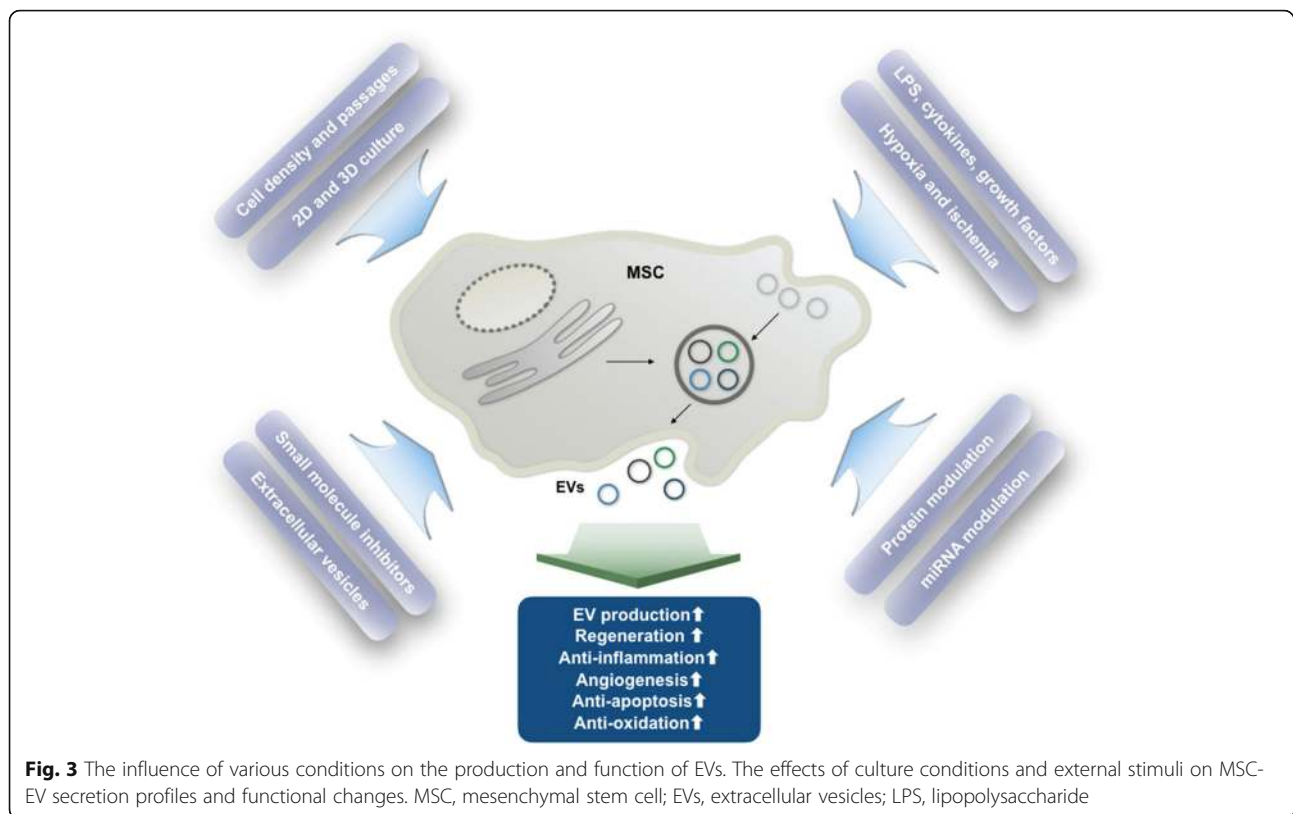 Cell density and passages
2D and 3D culture
LPS, cytokines, growth factors
Hypoxia and ischemia
MSC
EVs
Small molecule inhibitors
Extracellular vesicles
Protein modulation
miRNA modulation
EV production⬆
Regeneration ⬆
Anti-inflammation⬆
Angiogenesis⬆
Anti-apoptosis⬆
Anti-oxidation⬆
Fig. 3 The influence of various conditions on the production and function of EVs. The effects of culture conditions and external stimuli on MSC-
EV secretion profiles and functional changes. MSC, mesenchymal stem cell; EVs, extracellular vesicles; LPS, lipopolysaccharide